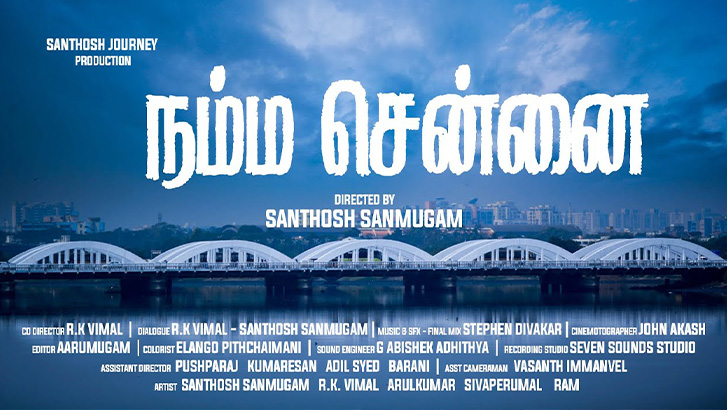 SANTHOSH JOURNEY
PRODUCTION
நம்ம சென்னை
DIRECTED BY
SANTHOSH SANMUGAM
CO DIRECTOR R.K VIMAL | DIALOGUE R.K VIMAL - SANTHOSH SANMUGAM | MUSIC & SFX - FINAL MIX STEPHEN DIVAKAR | CINEMOTOGRAPHER JOHN AKASH
EDITOR AARUMUGAM | COLORIST ELANGO PITHCHAIMANI | SOUND ENGINEER G ABISHEK ADHITHYA | RECORDING STUDIO SEVEN SOUNDS STUDIO
ASSISTANT DIRECTOR PUSHPARAJ KUMARESAN ADIL SYED BARANI | ASST CAMERAMAN VASANTH IMMANVEL
ARTIST SANTHOSH SANMUGAM R.K. VIMAL ARULKUMAR SIVAPERUMAL RAM